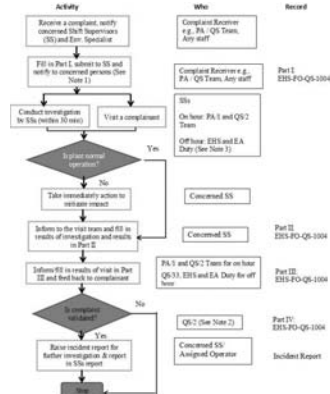 Activity
Who
Record
Receive a complaint, notify
concerned Shift Supervisors
(SS) and Env. Specialist
Complaint Receiver
e.g., PA / QS Team,
Any staff
Fill in Part I, submit to SS and
notify to concerned persons (See
Note 1)
Complaint Receiver e.g.,
PA / QS Team, Any staff
Part I:
EHS-FO-QS-1004
Conduct investigation
by SSs (within 30 min)
Visit a complainant
SSs
On hour: PA/1 and QS/2
Team
Off hour: EHS and EA
Duty (See Note 3)
Is plant normal
operation?
Yes
No
Take immediately action to
mitigate impact
Concerned SS
Inform to the visit team and fill in
results of investigation and results
in Part II
Concerned SS
Part II:
EHS-FO-QS-1004
Inform/fill in results of visit in Part
III and feed back to complainant
PA/1 and QS/2 Team for on hour
EHS and EA Duty for off
hour
Part III:
EHS-FO-QS-1004
Is complaint
validated?
No
Yes
QS/2 (See Note 2)
Part IV:
EHS-FO-QS-1004
Raise incident report for
further investigation & report
in SSs report
Concerned SS/
Assigned Operator
Incident Report
Stop